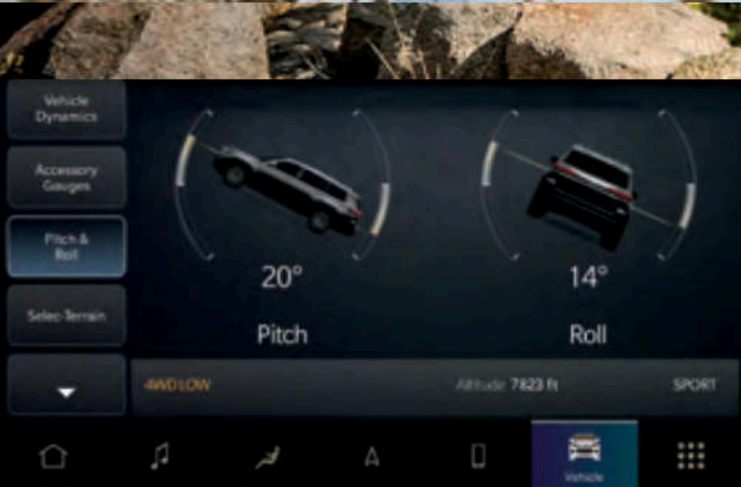 Vehicle
Dynamics
Accessory
Gauges
Pitch &
Roll
Selec-Terrain
20°
14°
Pitch
Roll
4WD LOW
Altitude 7823 ft
SPORT
Vehicle